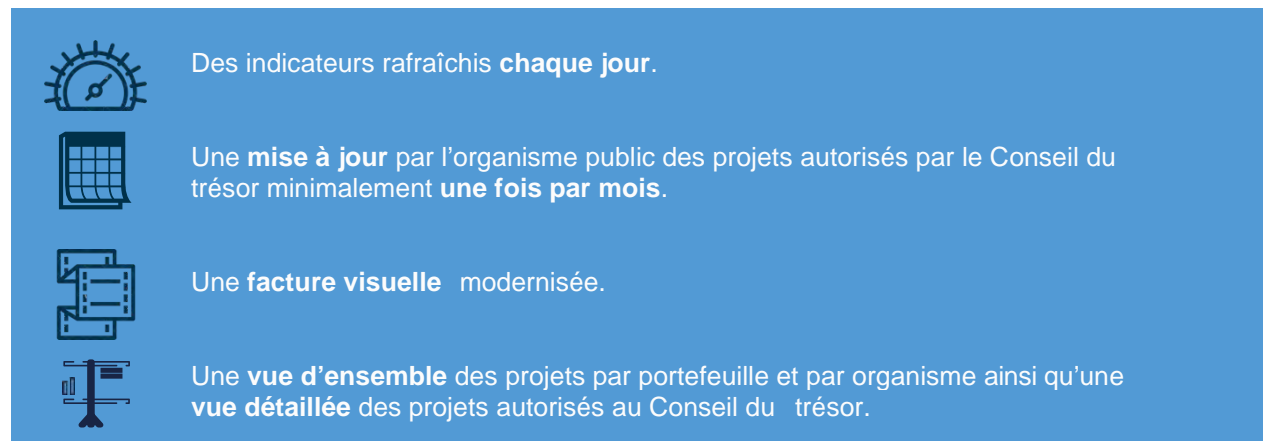 Des indicateurs rafraîchis chaque jour.
Une mise à jour par l’organisme public des projets autorisés par le Conseil du
trésor minimalement une fois par mois.
Une facture visuelle modernisée.
Une vue d’ensemble des projets par portefeuille et par organisme ainsi qu’une
vue détaillée des projets autorisés au Conseil du trésor.